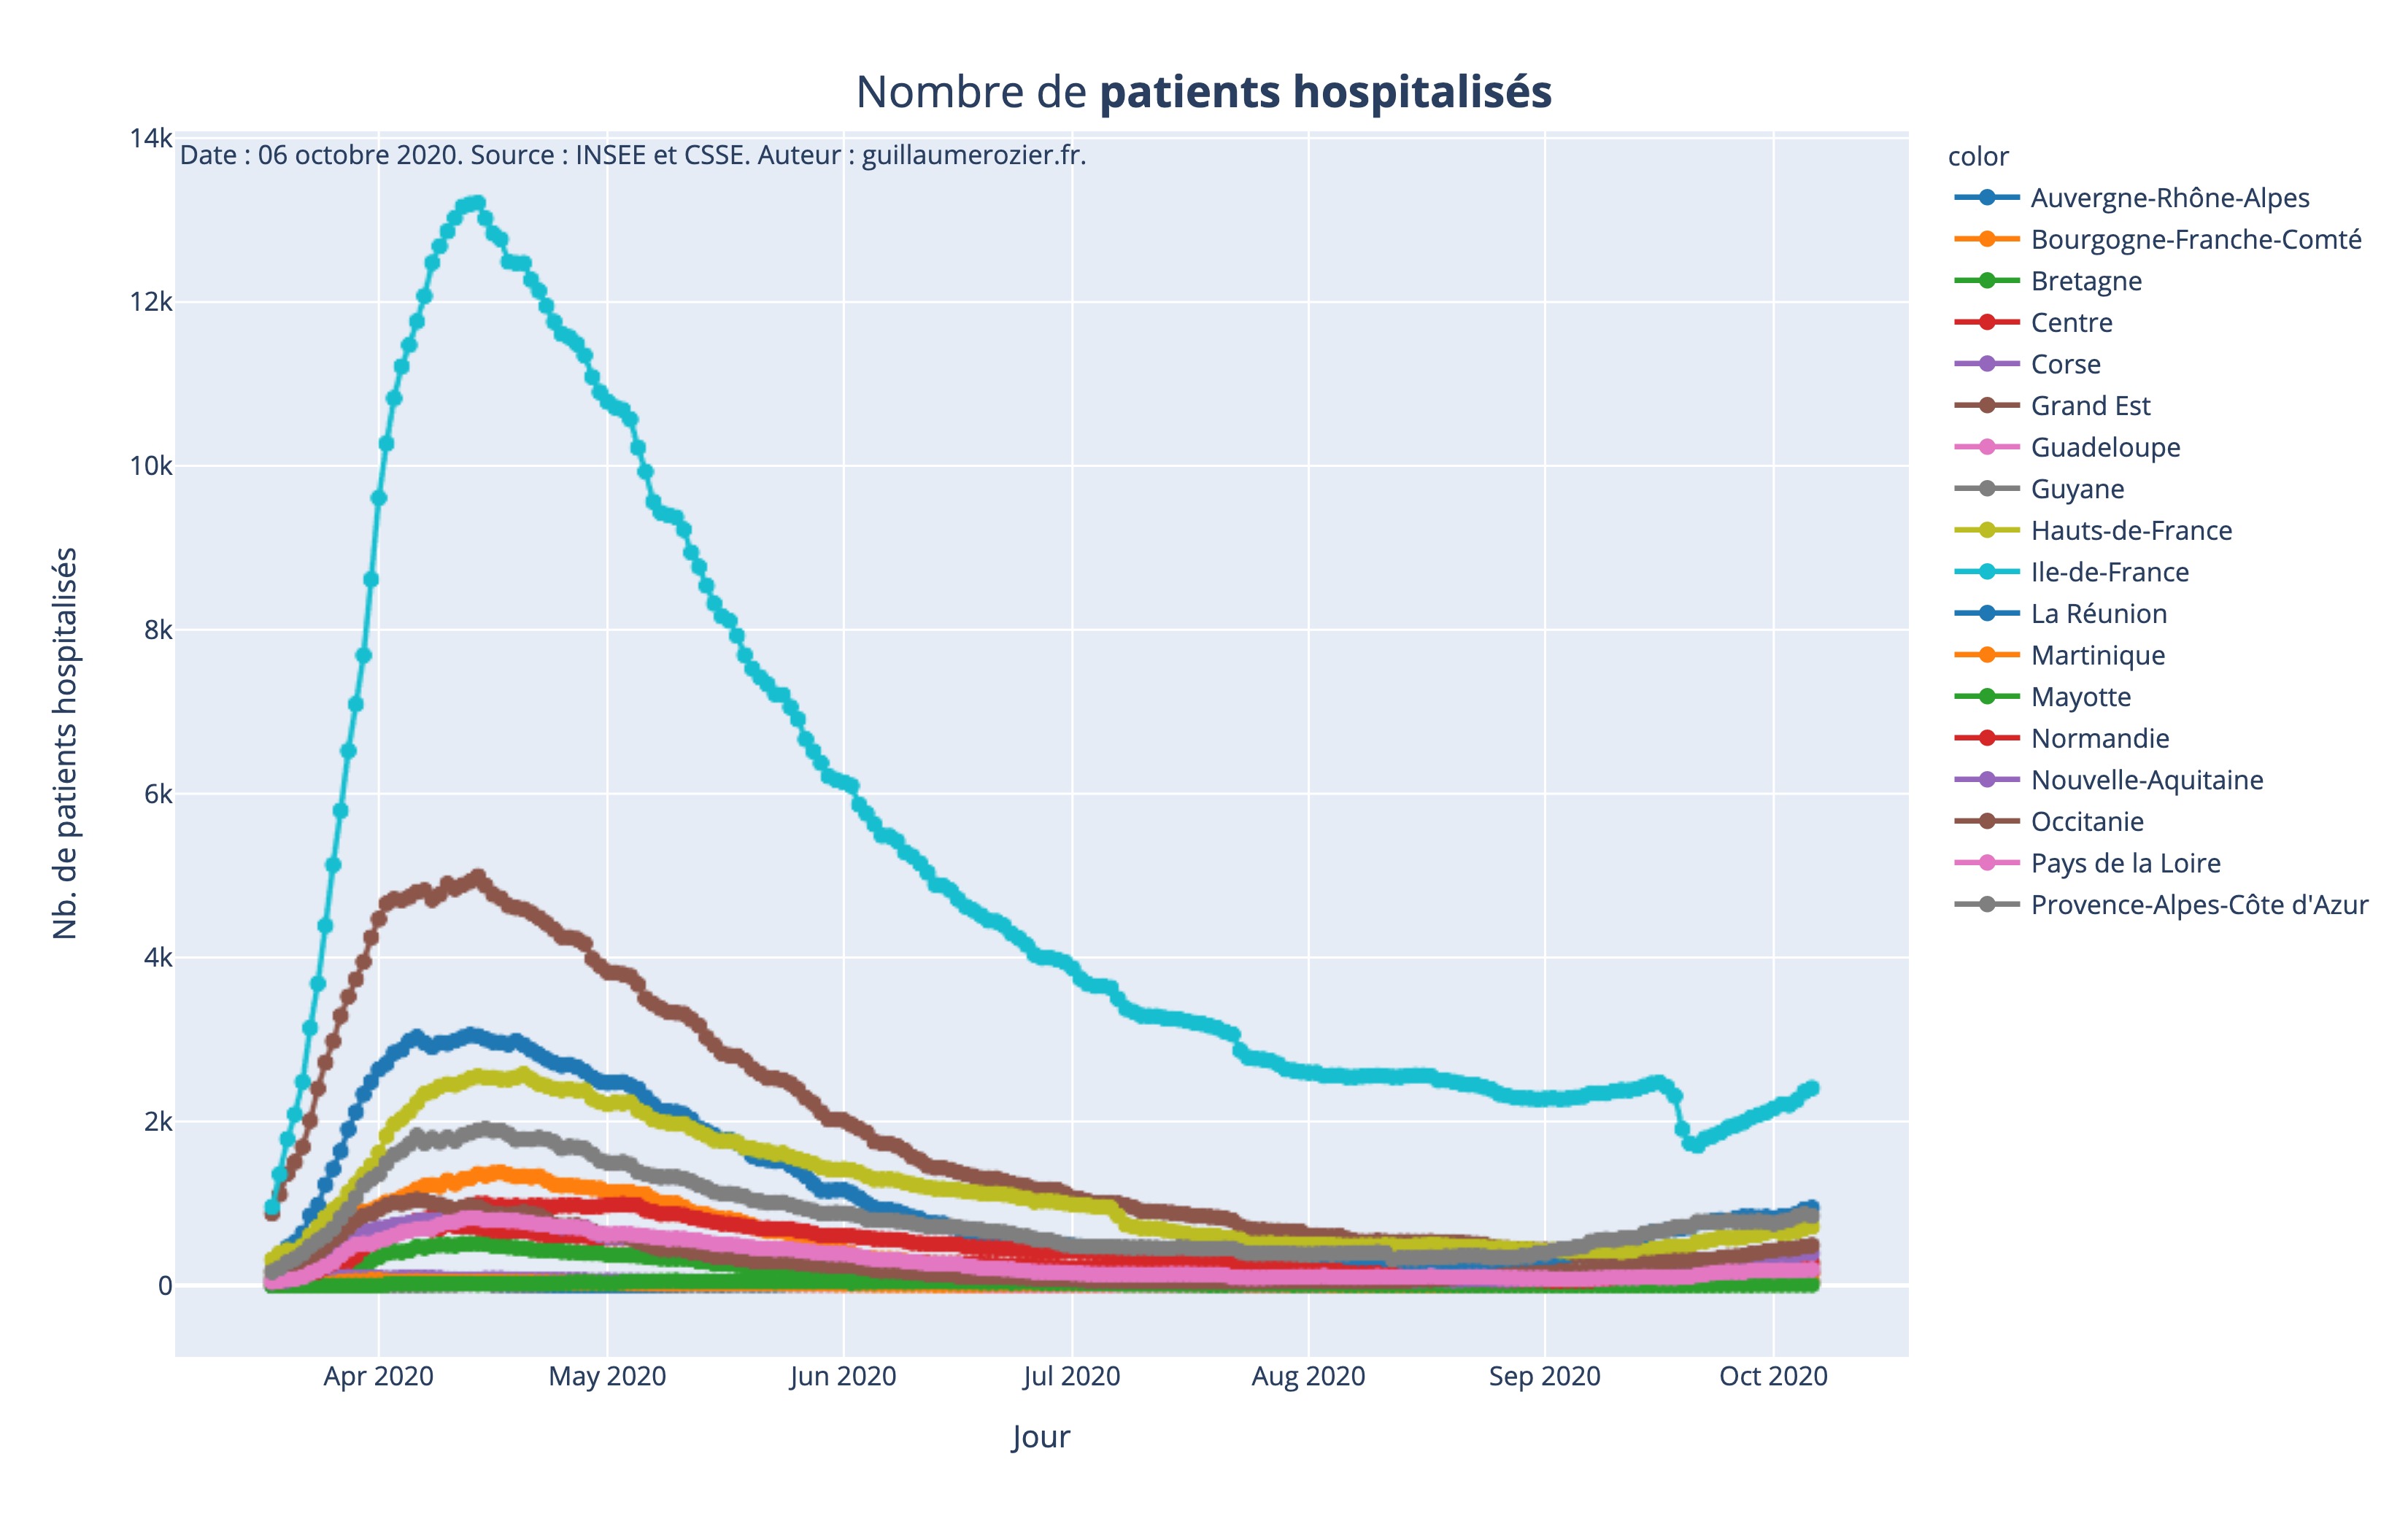 Nombre de patients hospitalisés
14k
Date : 06 octobre 2020. Source : INSEE et CSSE. Auteur : guillaumerozier.fr.
12k
10k
8k
6k
4k
2k
0
Nb. de patients hospitalisés
Apr 2020
May 2020
Jun 2020
Jul 2020
Aug 2020
Sep 2020
Oct 2020
Jour
color
Auvergne-Rhône-Alpes
Bourgogne-Franche-Comté
Bretagne
Centre
Corse
Grand Est
Guadeloupe
Guyane
Hauts-de-France
Ile-de-France
La Réunion
Martinique
Mayotte
Normandie
Nouvelle-Aquitaine
Occitanie
Pays de la Loire
Provence-Alpes-Côte d'Azur